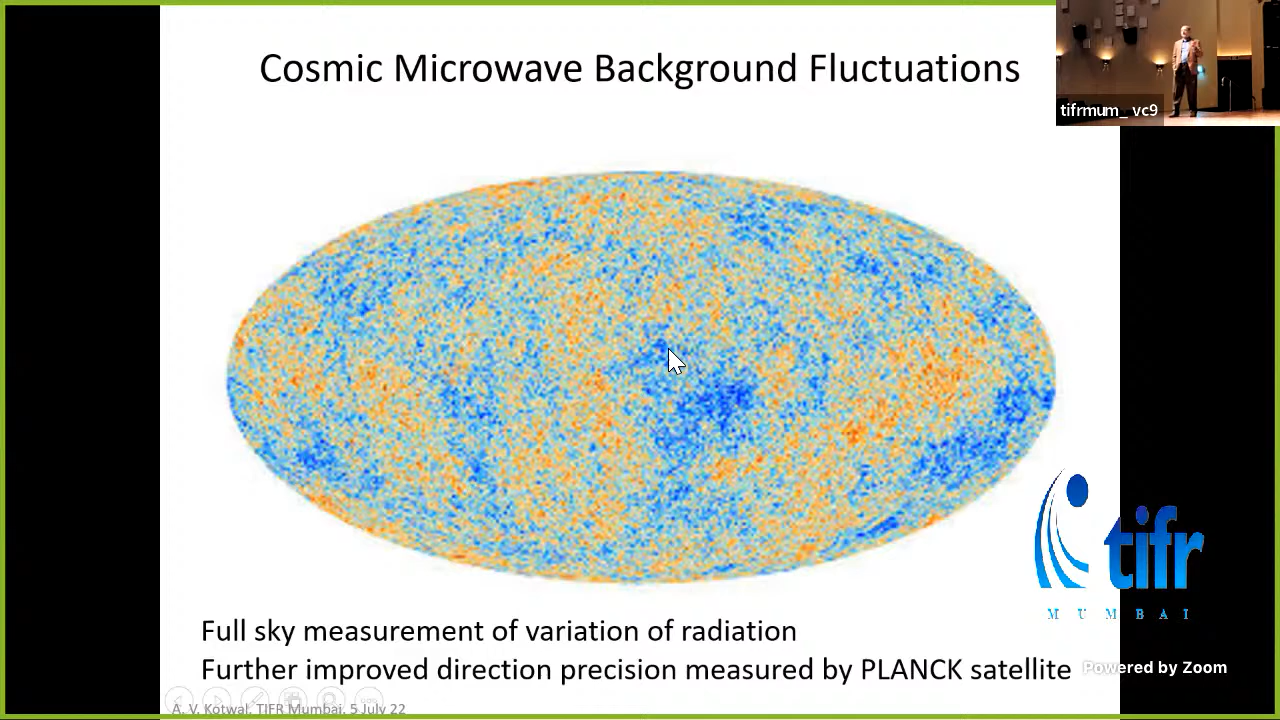 Cosmic Microwave Background Fluctuations
tifrmum_ vc9
tifr
MUMBAI
Full sky measurement of variation of radiation
Further improved direction precision measured by PLANCK satellite
Powered by Zoom
A. V. Kotwal, TIFR Mumbai, 5 July 22